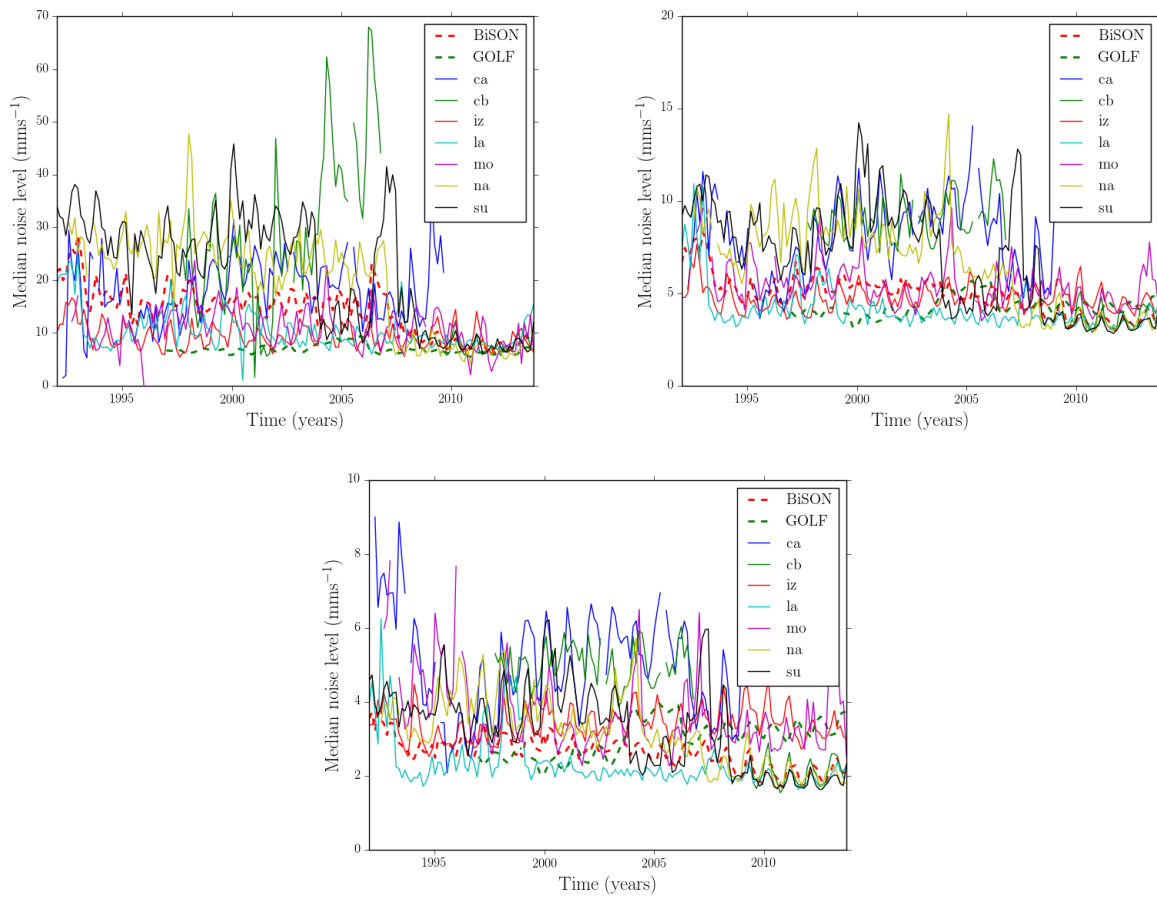 70
60
50
40
30
20
10
0
Median noise level (mms⁻¹)
1995
2000
2005
2010
Time (years)
BiSON
GOLF
ca
cb
iz
la
mo
na
su
20
15
10
5
0
Median noise level (mms⁻¹)
1995
2000
2005
2010
Time (years)
BiSON
GOLF
ca
cb
iz
la
mo
na
su
10
8
6
4
2
0
Median noise level (mms⁻¹)
1995
2000
2005
2010
Time (years)
BiSON
GOLF
ca
cb
iz
la
mo
na
su